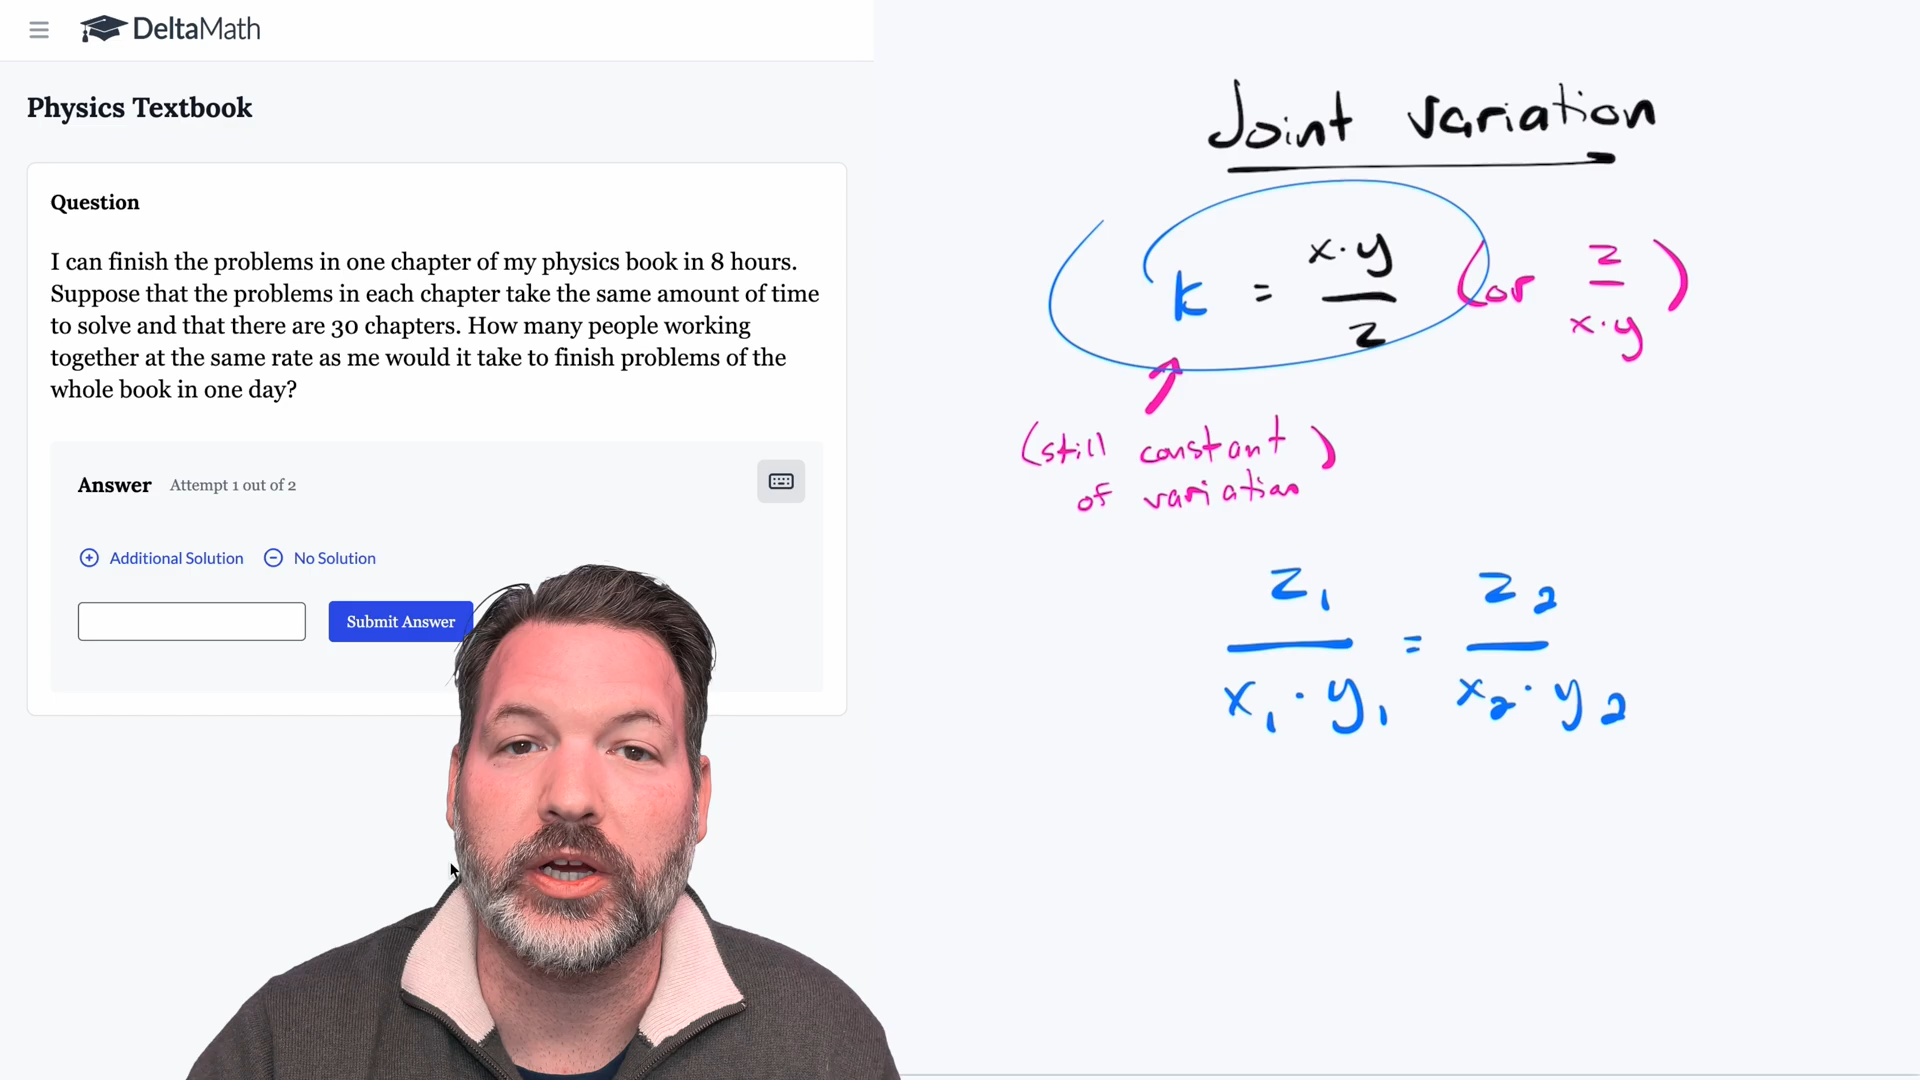 DeltaMath
Physics Textbook
Question
I can finish the problems in one chapter of my physics book in 8 hours.
Suppose that the problems in each chapter take the same amount of time
to solve and that there are 30 chapters. How many people working
together at the same rate as me would it take to finish problems of the
whole book in one day?
Answer Attempt 1 out of 2
Additional Solution No Solution
Submit Answer
Joint variation
k = x·y / z (or z / x·y)
(still constant)
of variation
z₁ / x₁·y₁ = z₂ / x₂·y₂